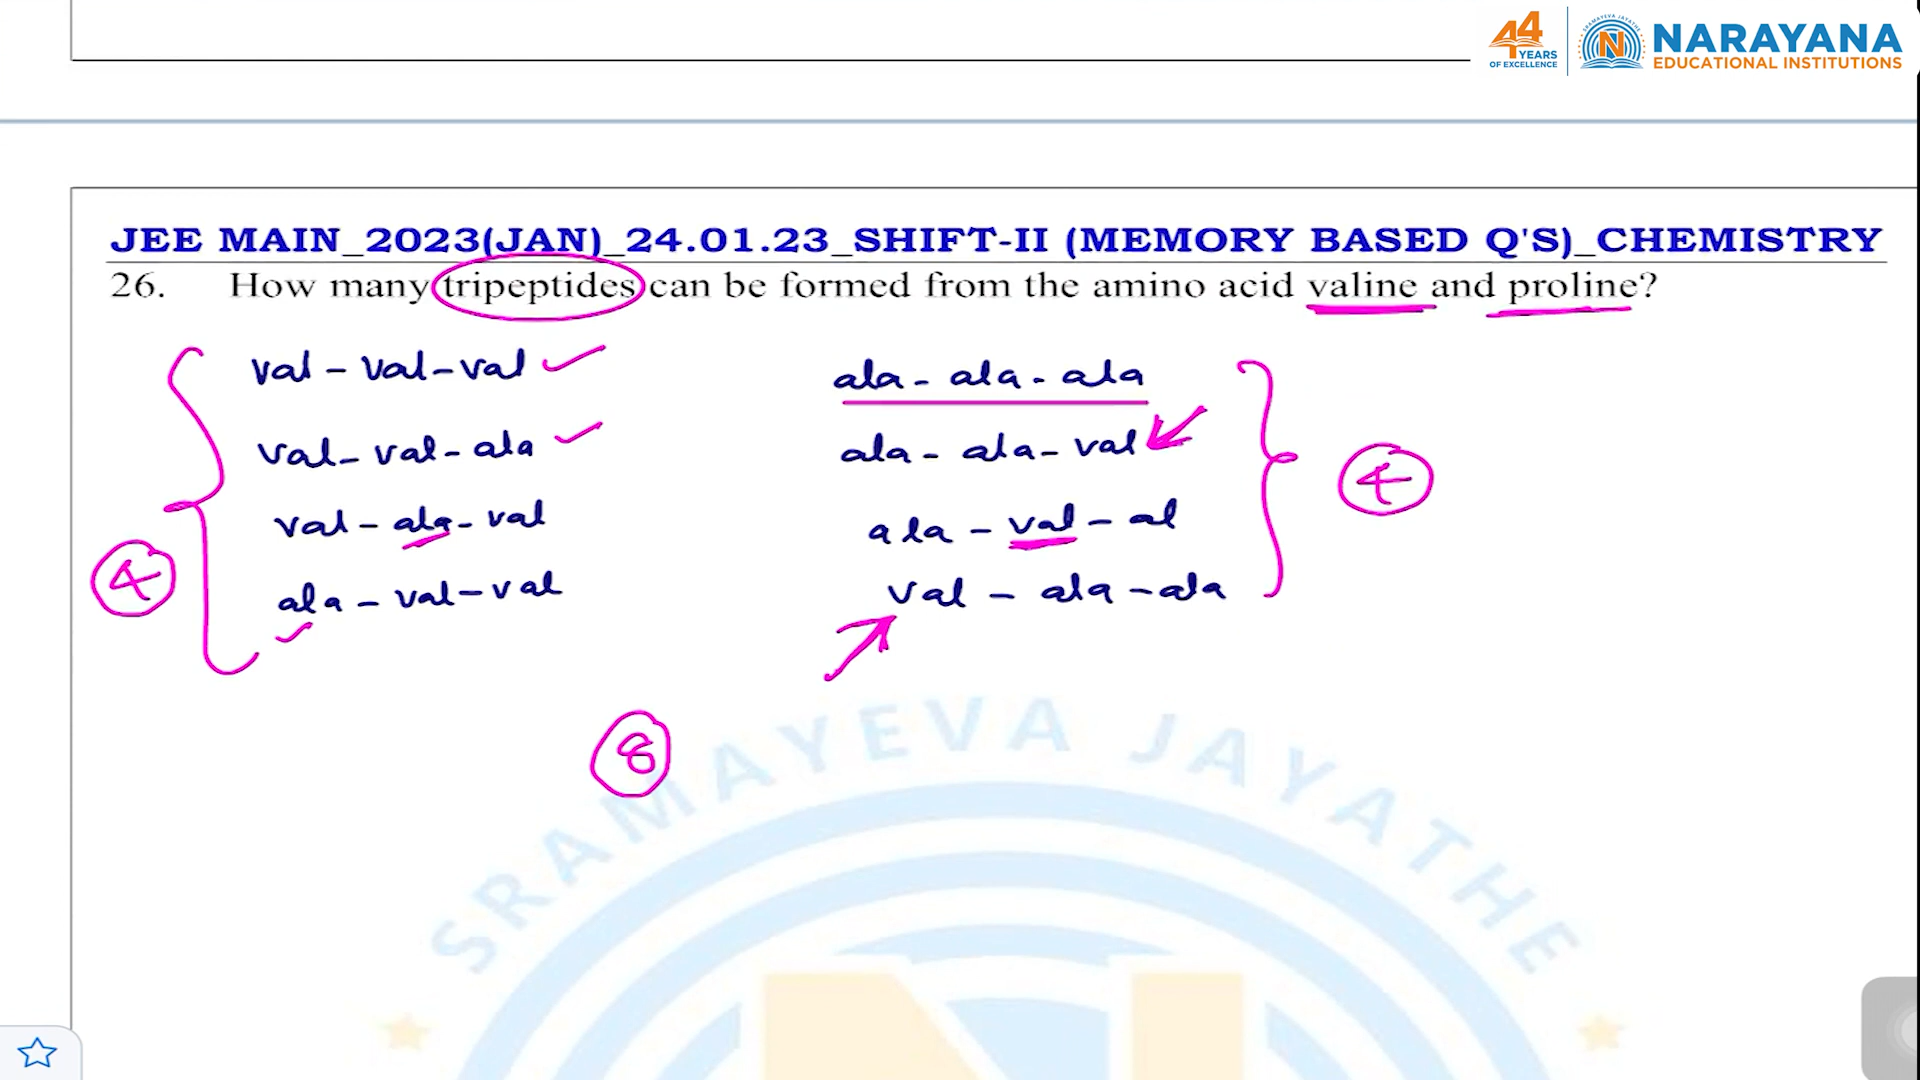 44 YEARS OF EXCELLENCE
SRAMAYEVA JAYATHE
NARAYANA
EDUCATIONAL INSTITUTIONS
JEE MAIN_2023(JAN)_24.01.23_SHIFT-II (MEMORY BASED Q'S)_CHEMISTRY
26. How many tripeptides can be formed from the amino acid valine and proline?
val - val - val
val - val - ala
val - ala - val
ala - val - val
4
ala - ala - ala
ala - ala - val
ala - val - al
val - ala - ala
4
8
SRAMAYEVA JAYATHE
N